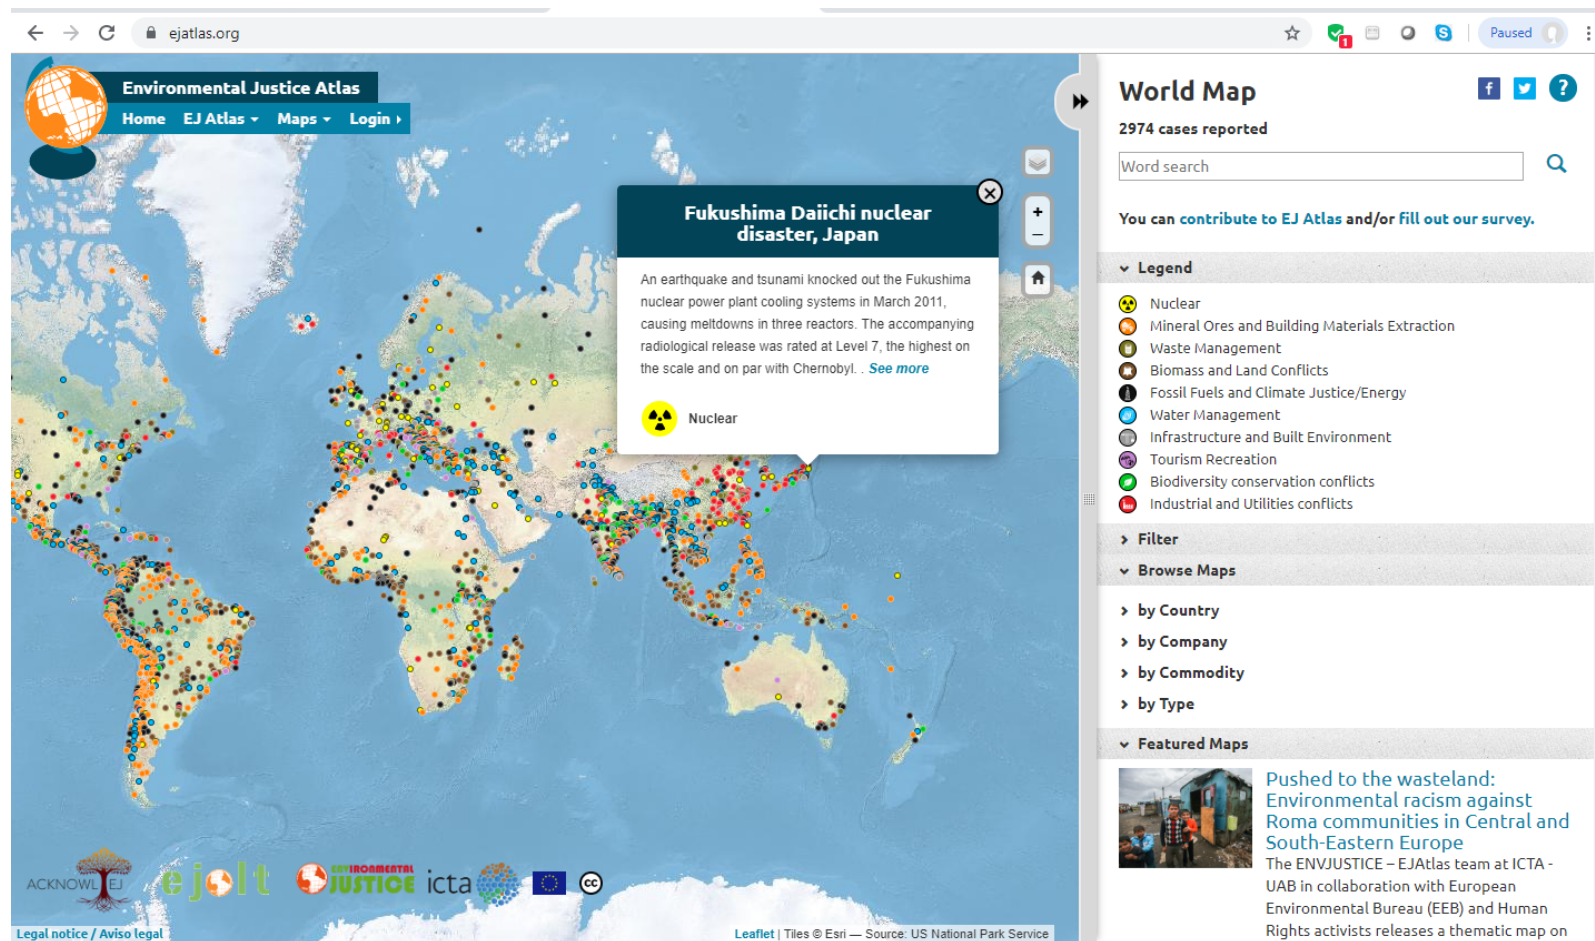 ejatlas.org
1
Paused
Environmental Justice Atlas
Home EJ Atlas Maps Login
Fukushima Daiichi nuclear
disaster, Japan
An earthquake and tsunami knocked out the Fukushima
nuclear power plant cooling systems in March 2011,
causing meltdowns in three reactors. The accompanying
radiological release was rated at Level 7, the highest on
the scale and on par with Chernobyl. . See more
Nuclear
+
−
ACKNOWL EJ
ejolt
ENVIRONMENTAL
JUSTICE
icta
cc
Legal notice / Aviso legal
Leaflet | Tiles © Esri — Source: US National Park Service
World Map
f
?
2974 cases reported
Word search
You can contribute to EJ Atlas and/or fill out our survey.
Legend
Nuclear
Mineral Ores and Building Materials Extraction
Waste Management
Biomass and Land Conflicts
Fossil Fuels and Climate Justice/Energy
Water Management
Infrastructure and Built Environment
Tourism Recreation
Biodiversity conservation conflicts
Industrial and Utilities conflicts
Filter
Browse Maps
by Country
by Company
by Commodity
by Type
Featured Maps
Pushed to the wasteland:
Environmental racism against
Roma communities in Central and
South-Eastern Europe
The ENVJUSTICE – EJAtlas team at ICTA -
UAB in collaboration with European
Environmental Bureau (EEB) and Human
Rights activists releases a thematic map on